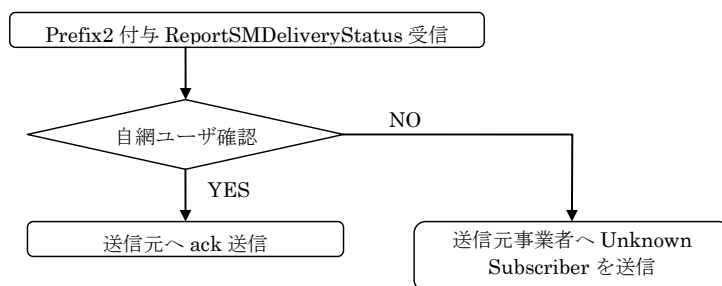 Prefix2 付与 ReportSMDeliveryStatus 受信
自網ユーザ確認
NO
YES
送信元へ ack 送信
送信元事業者へ Unknown
Subscriber を送信